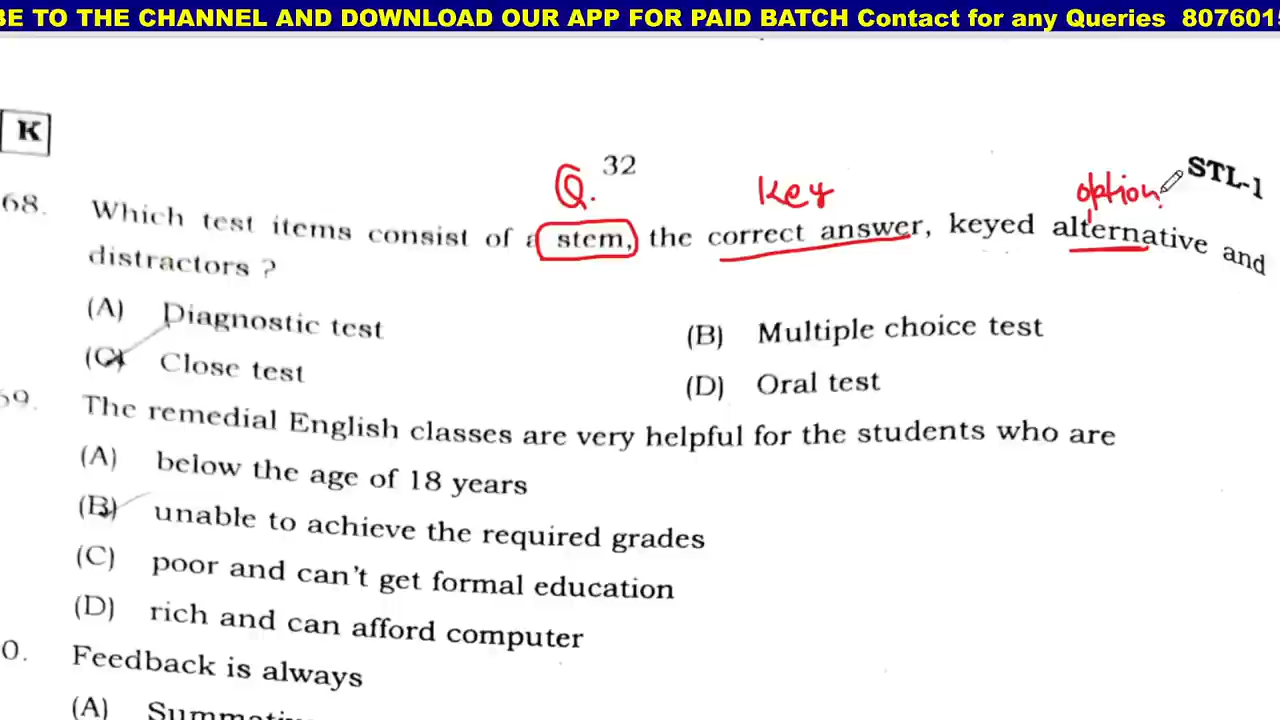 BE TO THE CHANNEL AND DOWNLOAD OUR APP FOR PAID BATCH Contact for any Queries 8076015
K
32
STL-1
Q.
Key
option
68. Which test items consist of a stem, the correct answer, keyed alternative and
distractors ?
(A) Diagnostic test
(B) Multiple choice test
(C) Close test
(D) Oral test
59. The remedial English classes are very helpful for the students who are
(A) below the age of 18 years
(B) unable to achieve the required grades
(C) poor and can't get formal education
(D) rich and can afford computer
0. Feedback is always
(A)